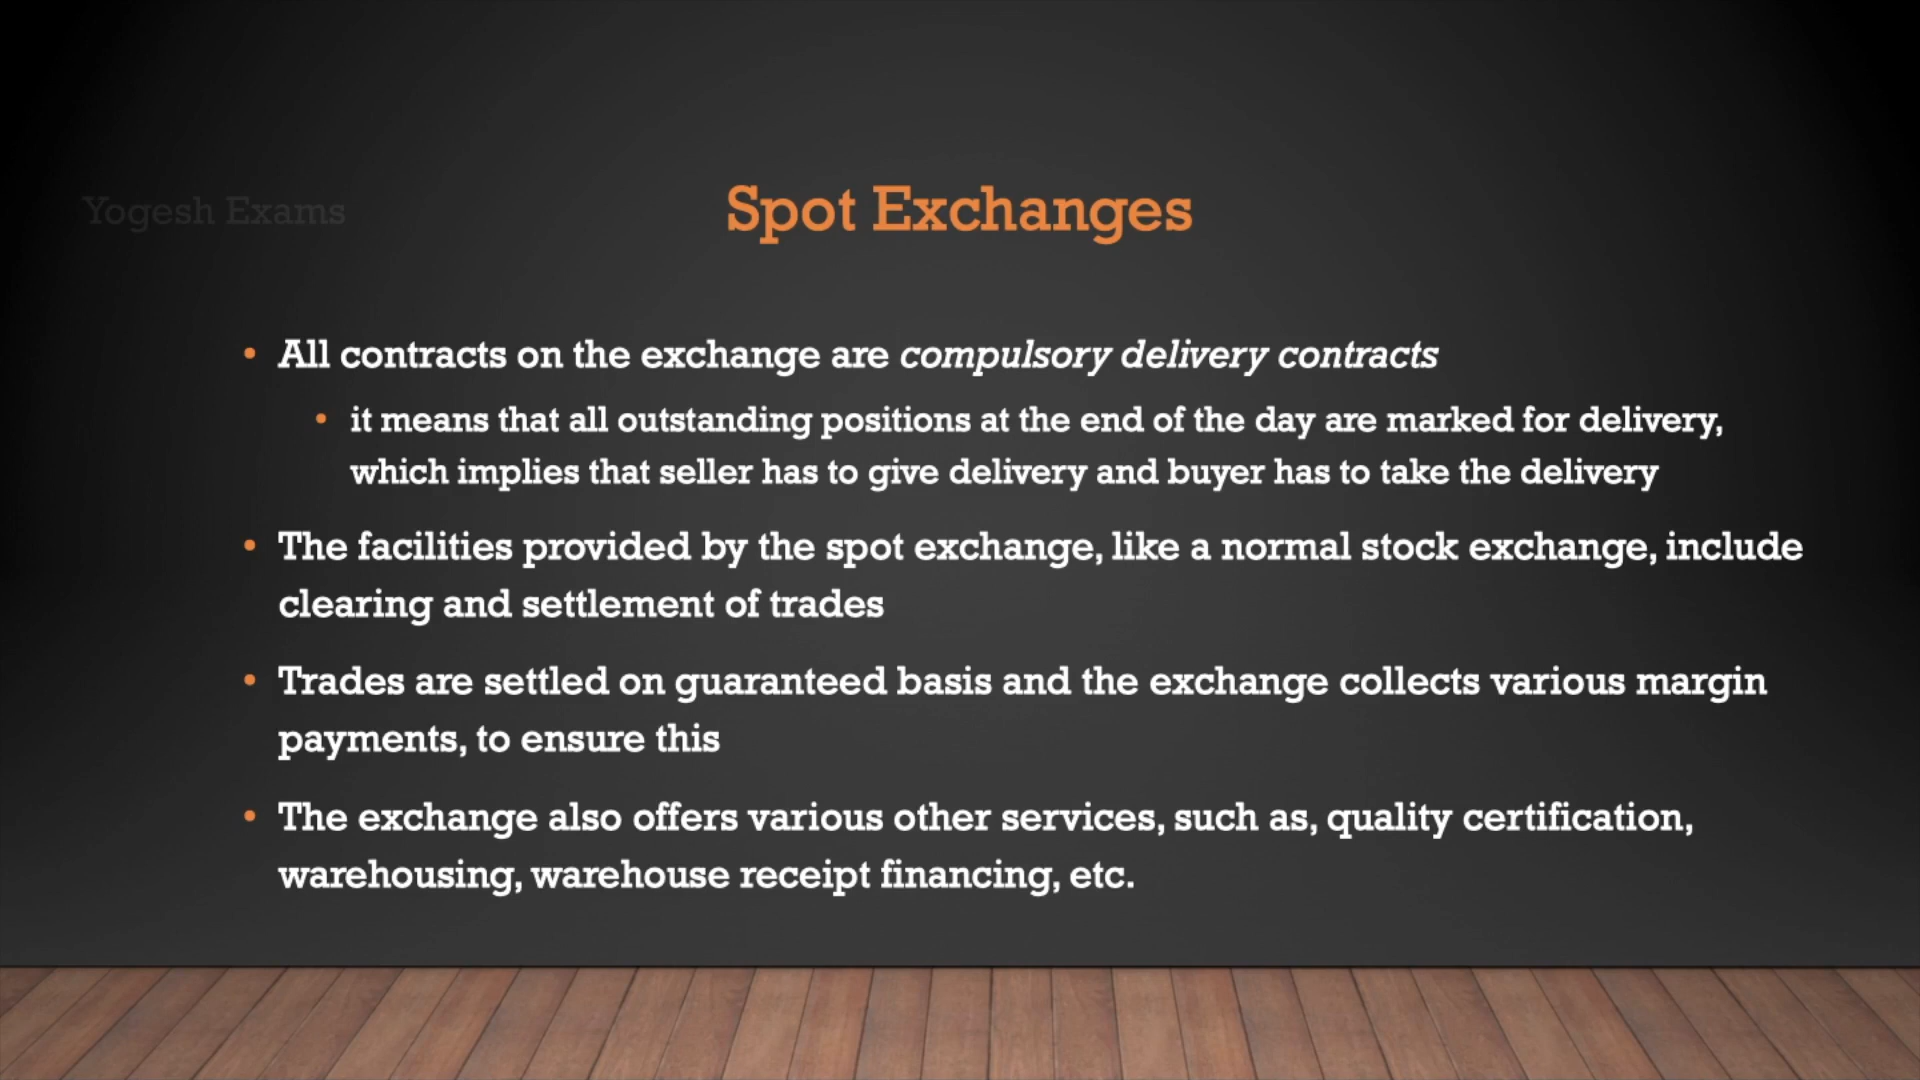 Yogesh Exams
Spot Exchanges
• All contracts on the exchange are compulsory delivery contracts
• it means that all outstanding positions at the end of the day are marked for delivery,
which implies that seller has to give delivery and buyer has to take the delivery
• The facilities provided by the spot exchange, like a normal stock exchange, include
clearing and settlement of trades
• Trades are settled on guaranteed basis and the exchange collects various margin
payments, to ensure this
• The exchange also offers various other services, such as, quality certification,
warehousing, warehouse receipt financing, etc.